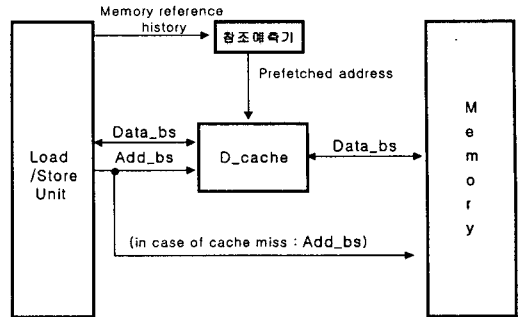 Memory reference
history
참조예측기
Prefetched address
Load
/Store
Unit
Data_bs
Add_bs
D_cache
Data_bs
(in case of cache miss : Add_bs)
M
e
m
o
r
y